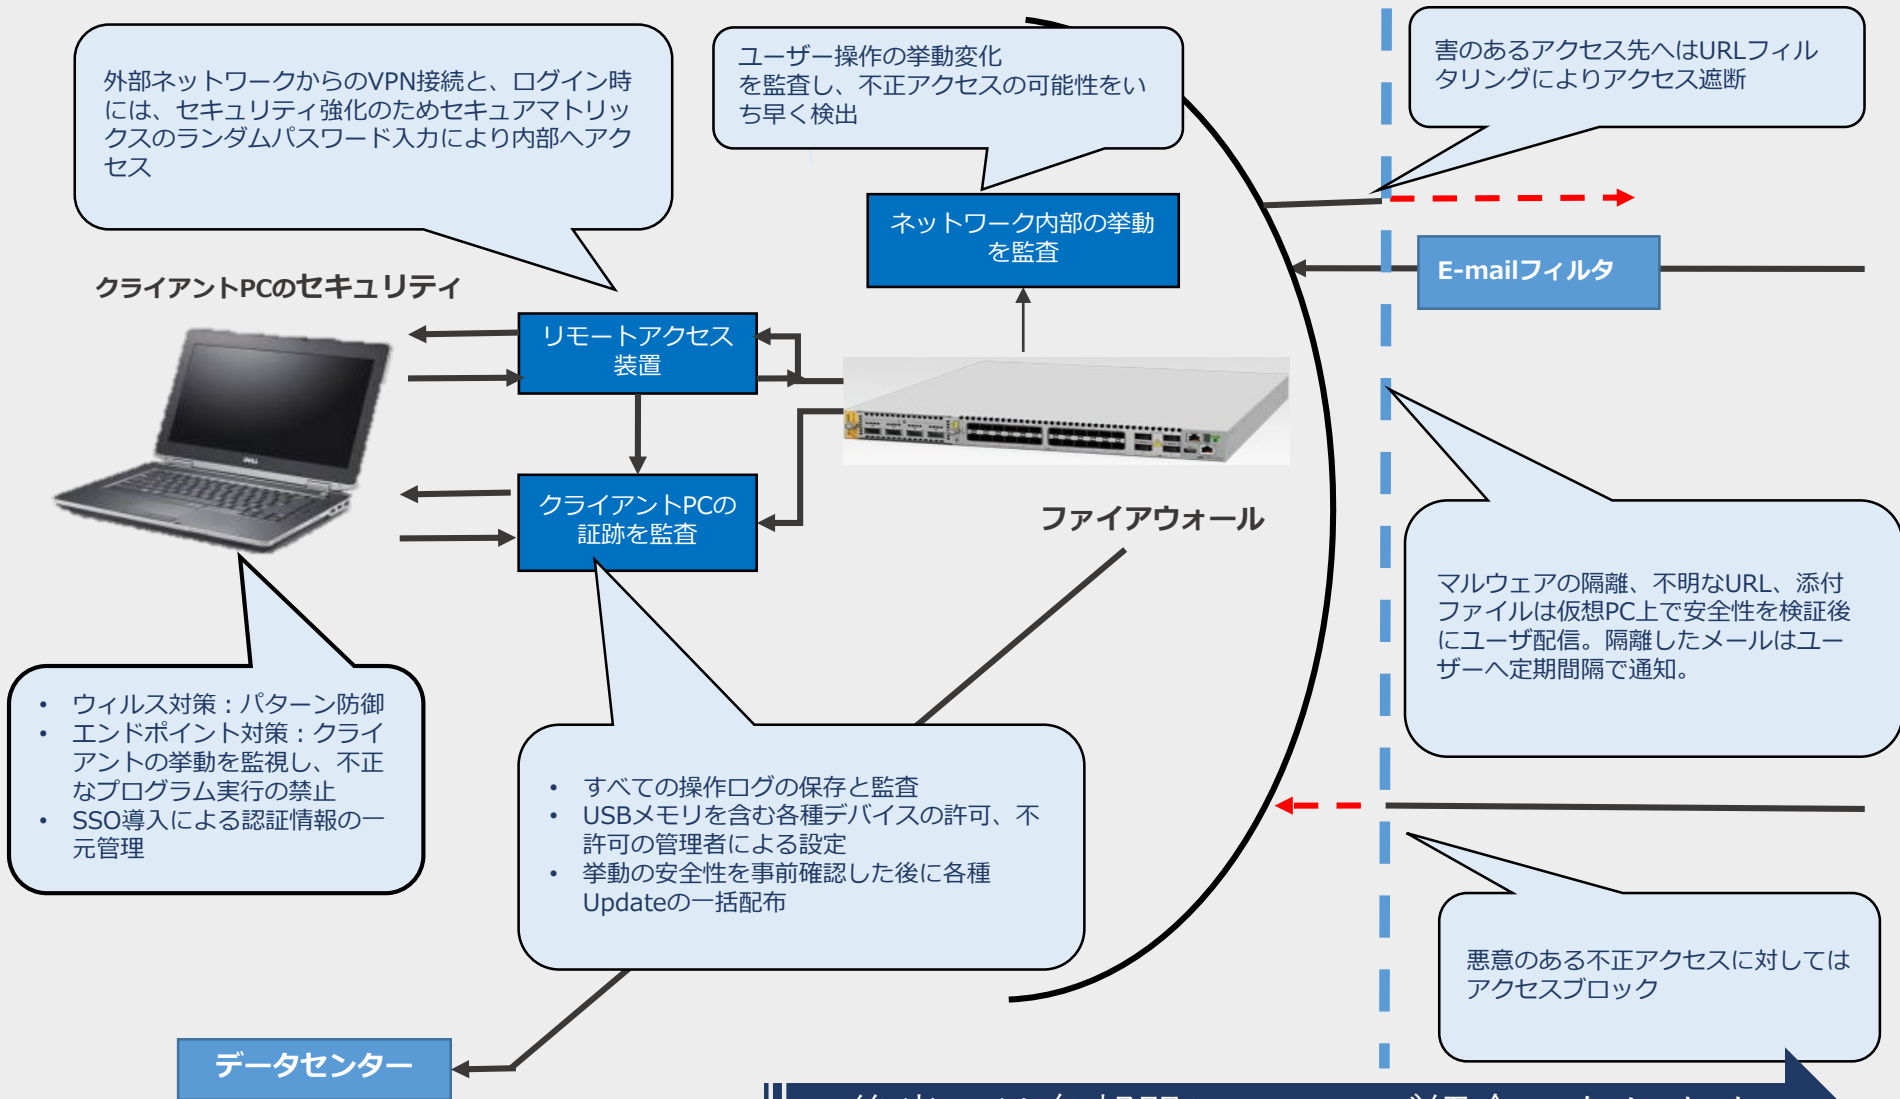 外部ネットワークからのVPN接続と、ログイン時
には、セキュリティ強化のためセキュアマトリッ
クスのランダムパスワード入力により内部へアク
セス
ユーザー操作の挙動変化
を監査し、不正アクセスの可能性をい
ち早く検出
害のあるアクセス先へはURLフィル
タリングによりアクセス遮断
ネットワーク内部の挙動
を監査
E-mailフィルタ
クライアントPCのセキュリティ
リモートアクセス
装置
クライアントPCの
証跡を監査
ファイアウォール
マルウェアの隔離、不明なURL、添付
ファイルは仮想PC上で安全性を検証後
にユーザ配信。隔離したメールはユー
ザーへ定期間隔で通知。
• ウィルス対策：パターン防御
• エンドポイント対策：クライ
アントの挙動を監視し、不正
なプログラム実行の禁止
• SSO導入による認証情報の一
元管理
• すべての操作ログの保存と監査
• USBメモリを含む各種デバイスの許可、不
許可の管理者による設定
• 挙動の安全性を事前確認した後に各種
Updateの一括配布
悪意のある不正アクセスに対しては
アクセスブロック
データセンター